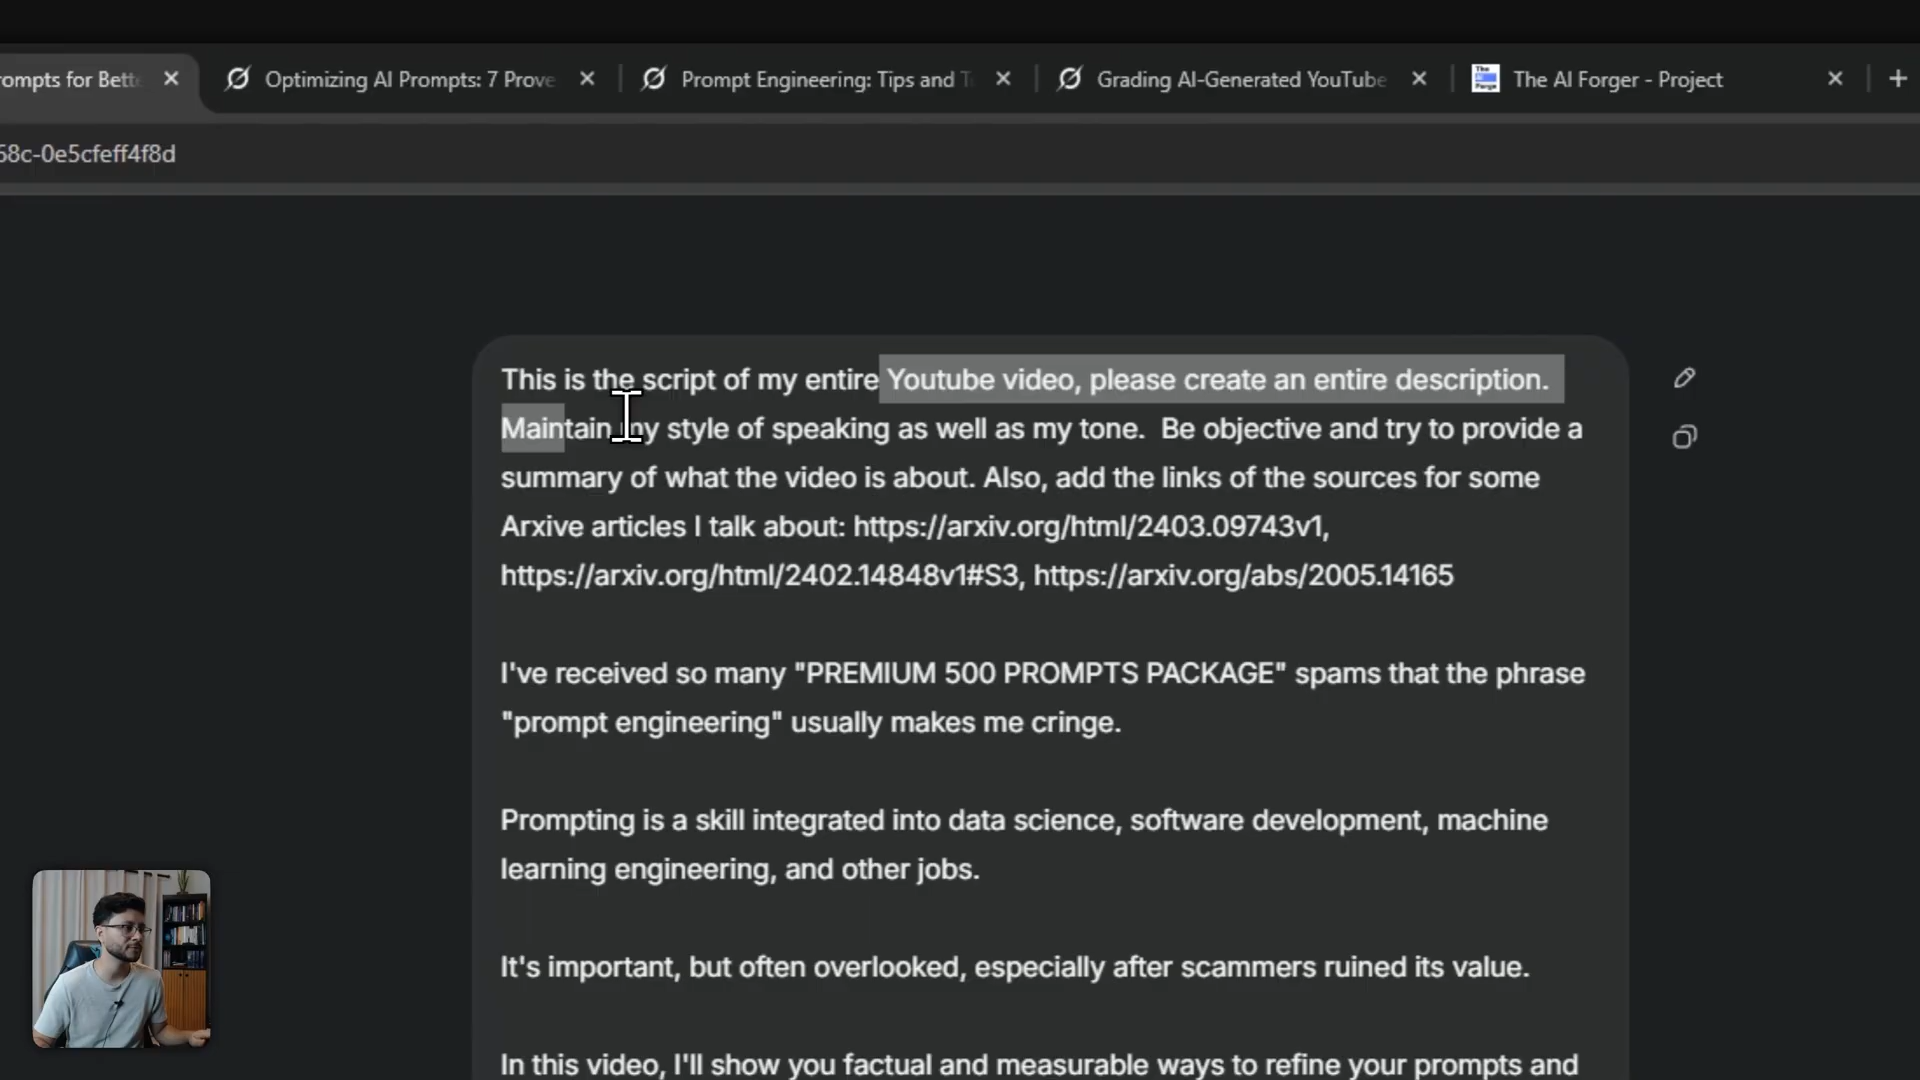 ompts for Bette
Optimizing AI Prompts: 7 Prove
Prompt Engineering: Tips and T
Grading AI-Generated YouTube
The AI Forger - Project
68c-0e5cfeff4f8d
This is the script of my entire Youtube video, please create an entire description.
Maintain my style of speaking as well as my tone.  Be objective and try to provide a
summary of what the video is about. Also, add the links of the sources for some
Arxive articles I talk about: https://arxiv.org/html/2403.09743v1,
https://arxiv.org/html/2402.14848v1#S3, https://arxiv.org/abs/2005.14165
I've received so many "PREMIUM 500 PROMPTS PACKAGE" spams that the phrase
"prompt engineering" usually makes me cringe.
Prompting is a skill integrated into data science, software development, machine
learning engineering, and other jobs.
It's important, but often overlooked, especially after scammers ruined its value.
In this video, I'll show you factual and measurable ways to refine your prompts and